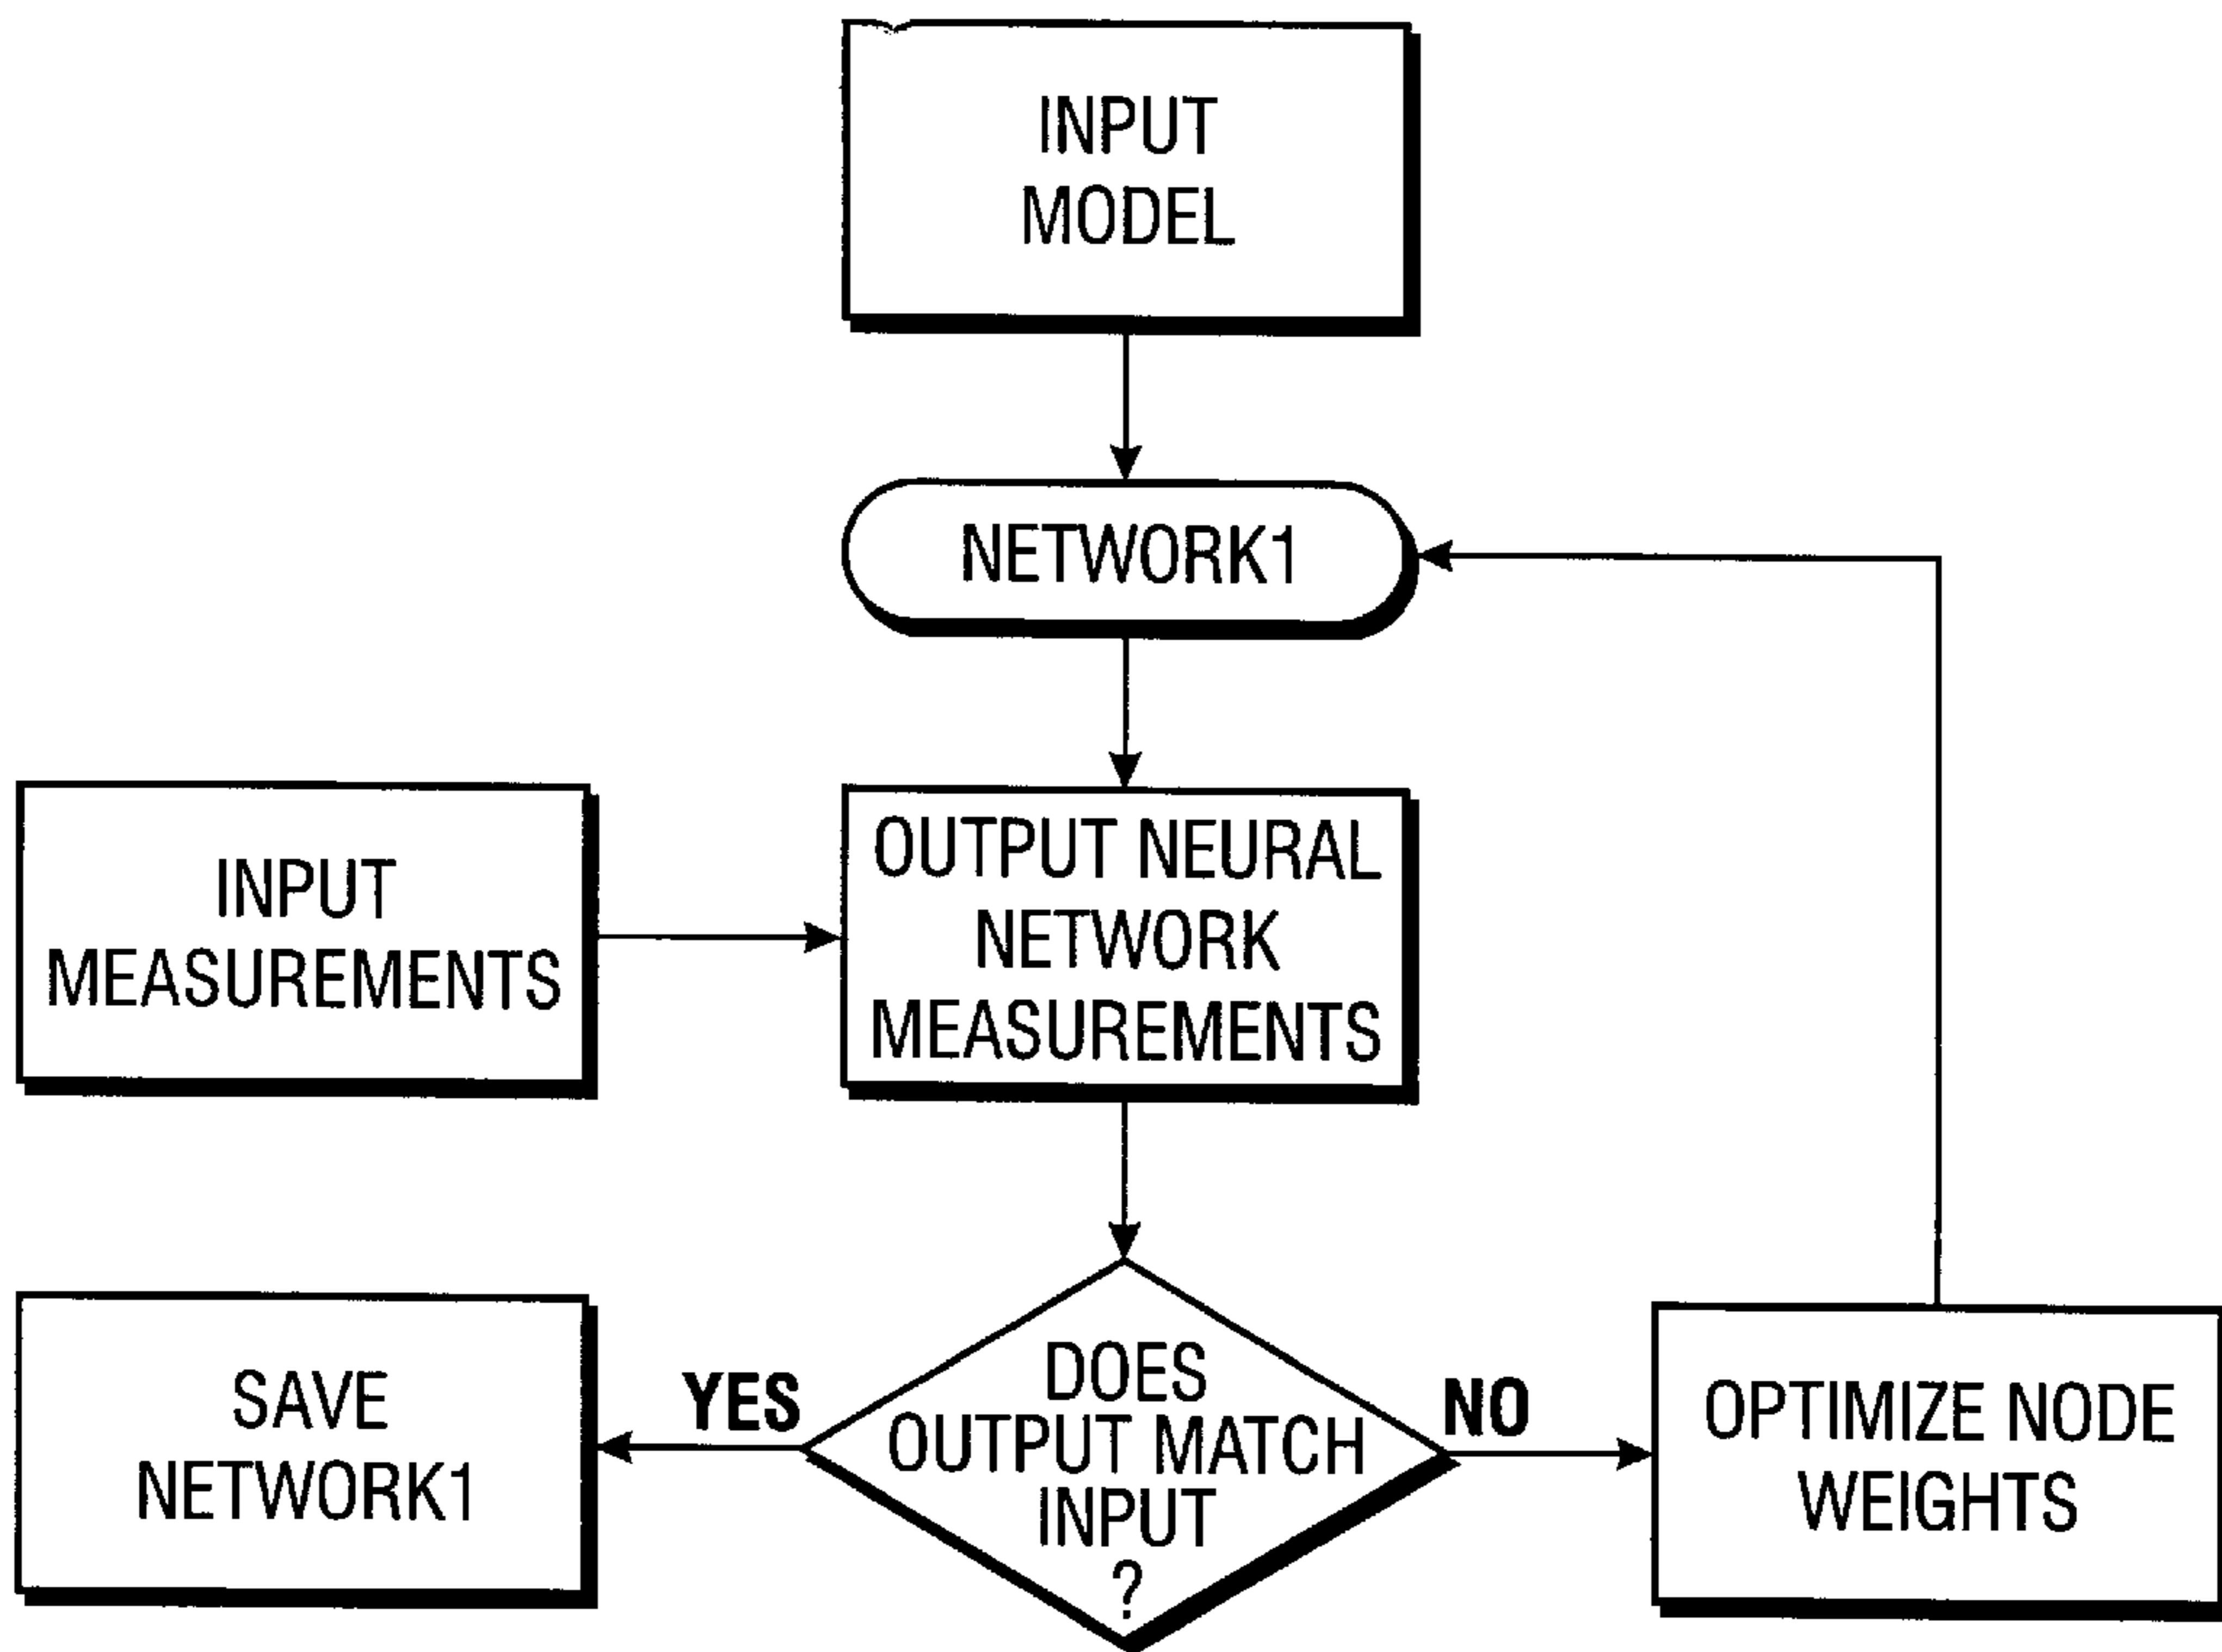 INPUT
MODEL
NETWORK1
INPUT
MEASUREMENTS
OUTPUT NEURAL
NETWORK
MEASUREMENTS
DOES
OUTPUT MATCH
INPUT
?
YES
SAVE
NETWORK1
NO
OPTIMIZE NODE
WEIGHTS